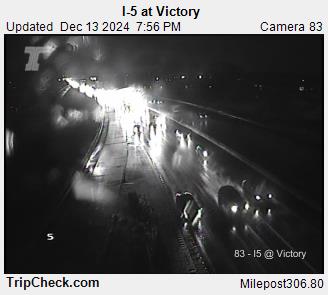 I-5 at Victory
Updated Dec 13 2024 7:56 PM Camera 83
T
S
83 - I5 @ Victory
TripCheck.com Milepost306.80